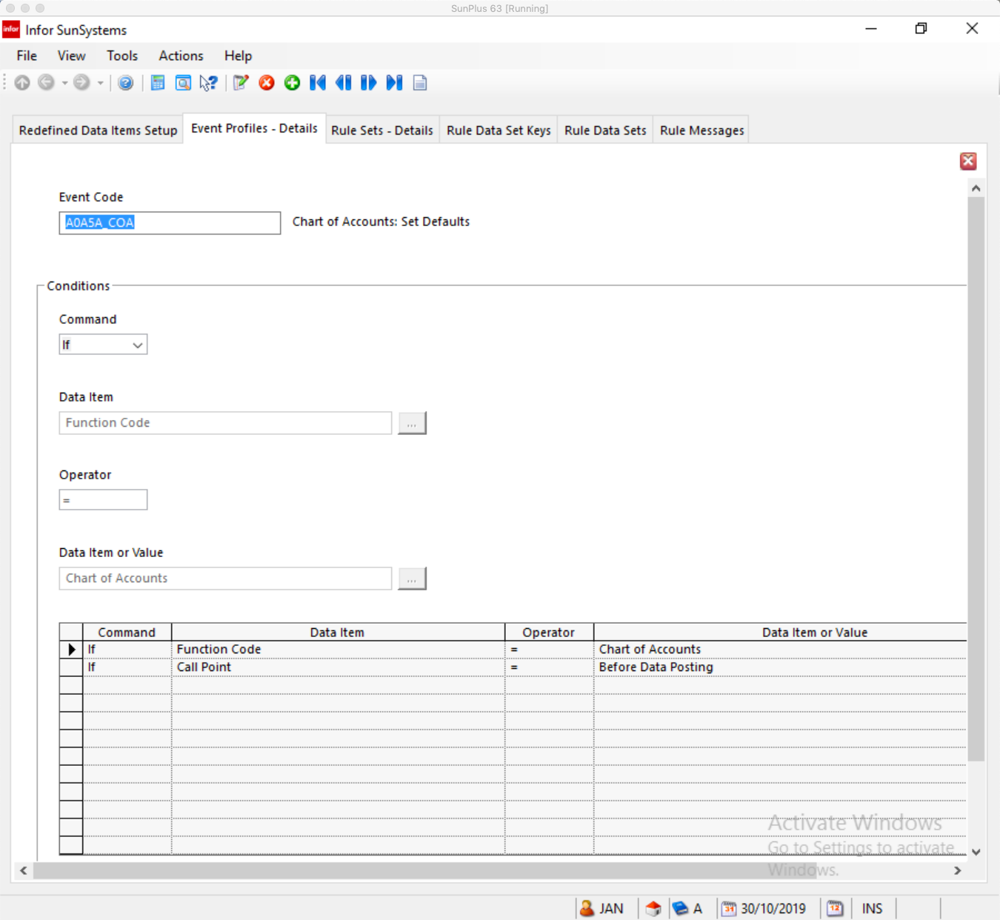 SunPlus 63 [Running]
infor Infor SunSystems
File View Tools Actions Help
Redefined Data Items Setup Event Profiles - Details Rule Sets - Details Rule Data Set Keys Rule Data Sets Rule Messages
Event Code
A0A5A_COA Chart of Accounts: Set Defaults
Conditions
Command
If
Data Item
Function Code ...
Operator
=
Data Item or Value
Chart of Accounts ...
Command Data Item Operator Data Item or Value
If Function Code = Chart of Accounts
If Call Point = Before Data Posting
Activate Windows
Go to Settings to activate
Windows.
JAN A 31 30/10/2019 12 INS